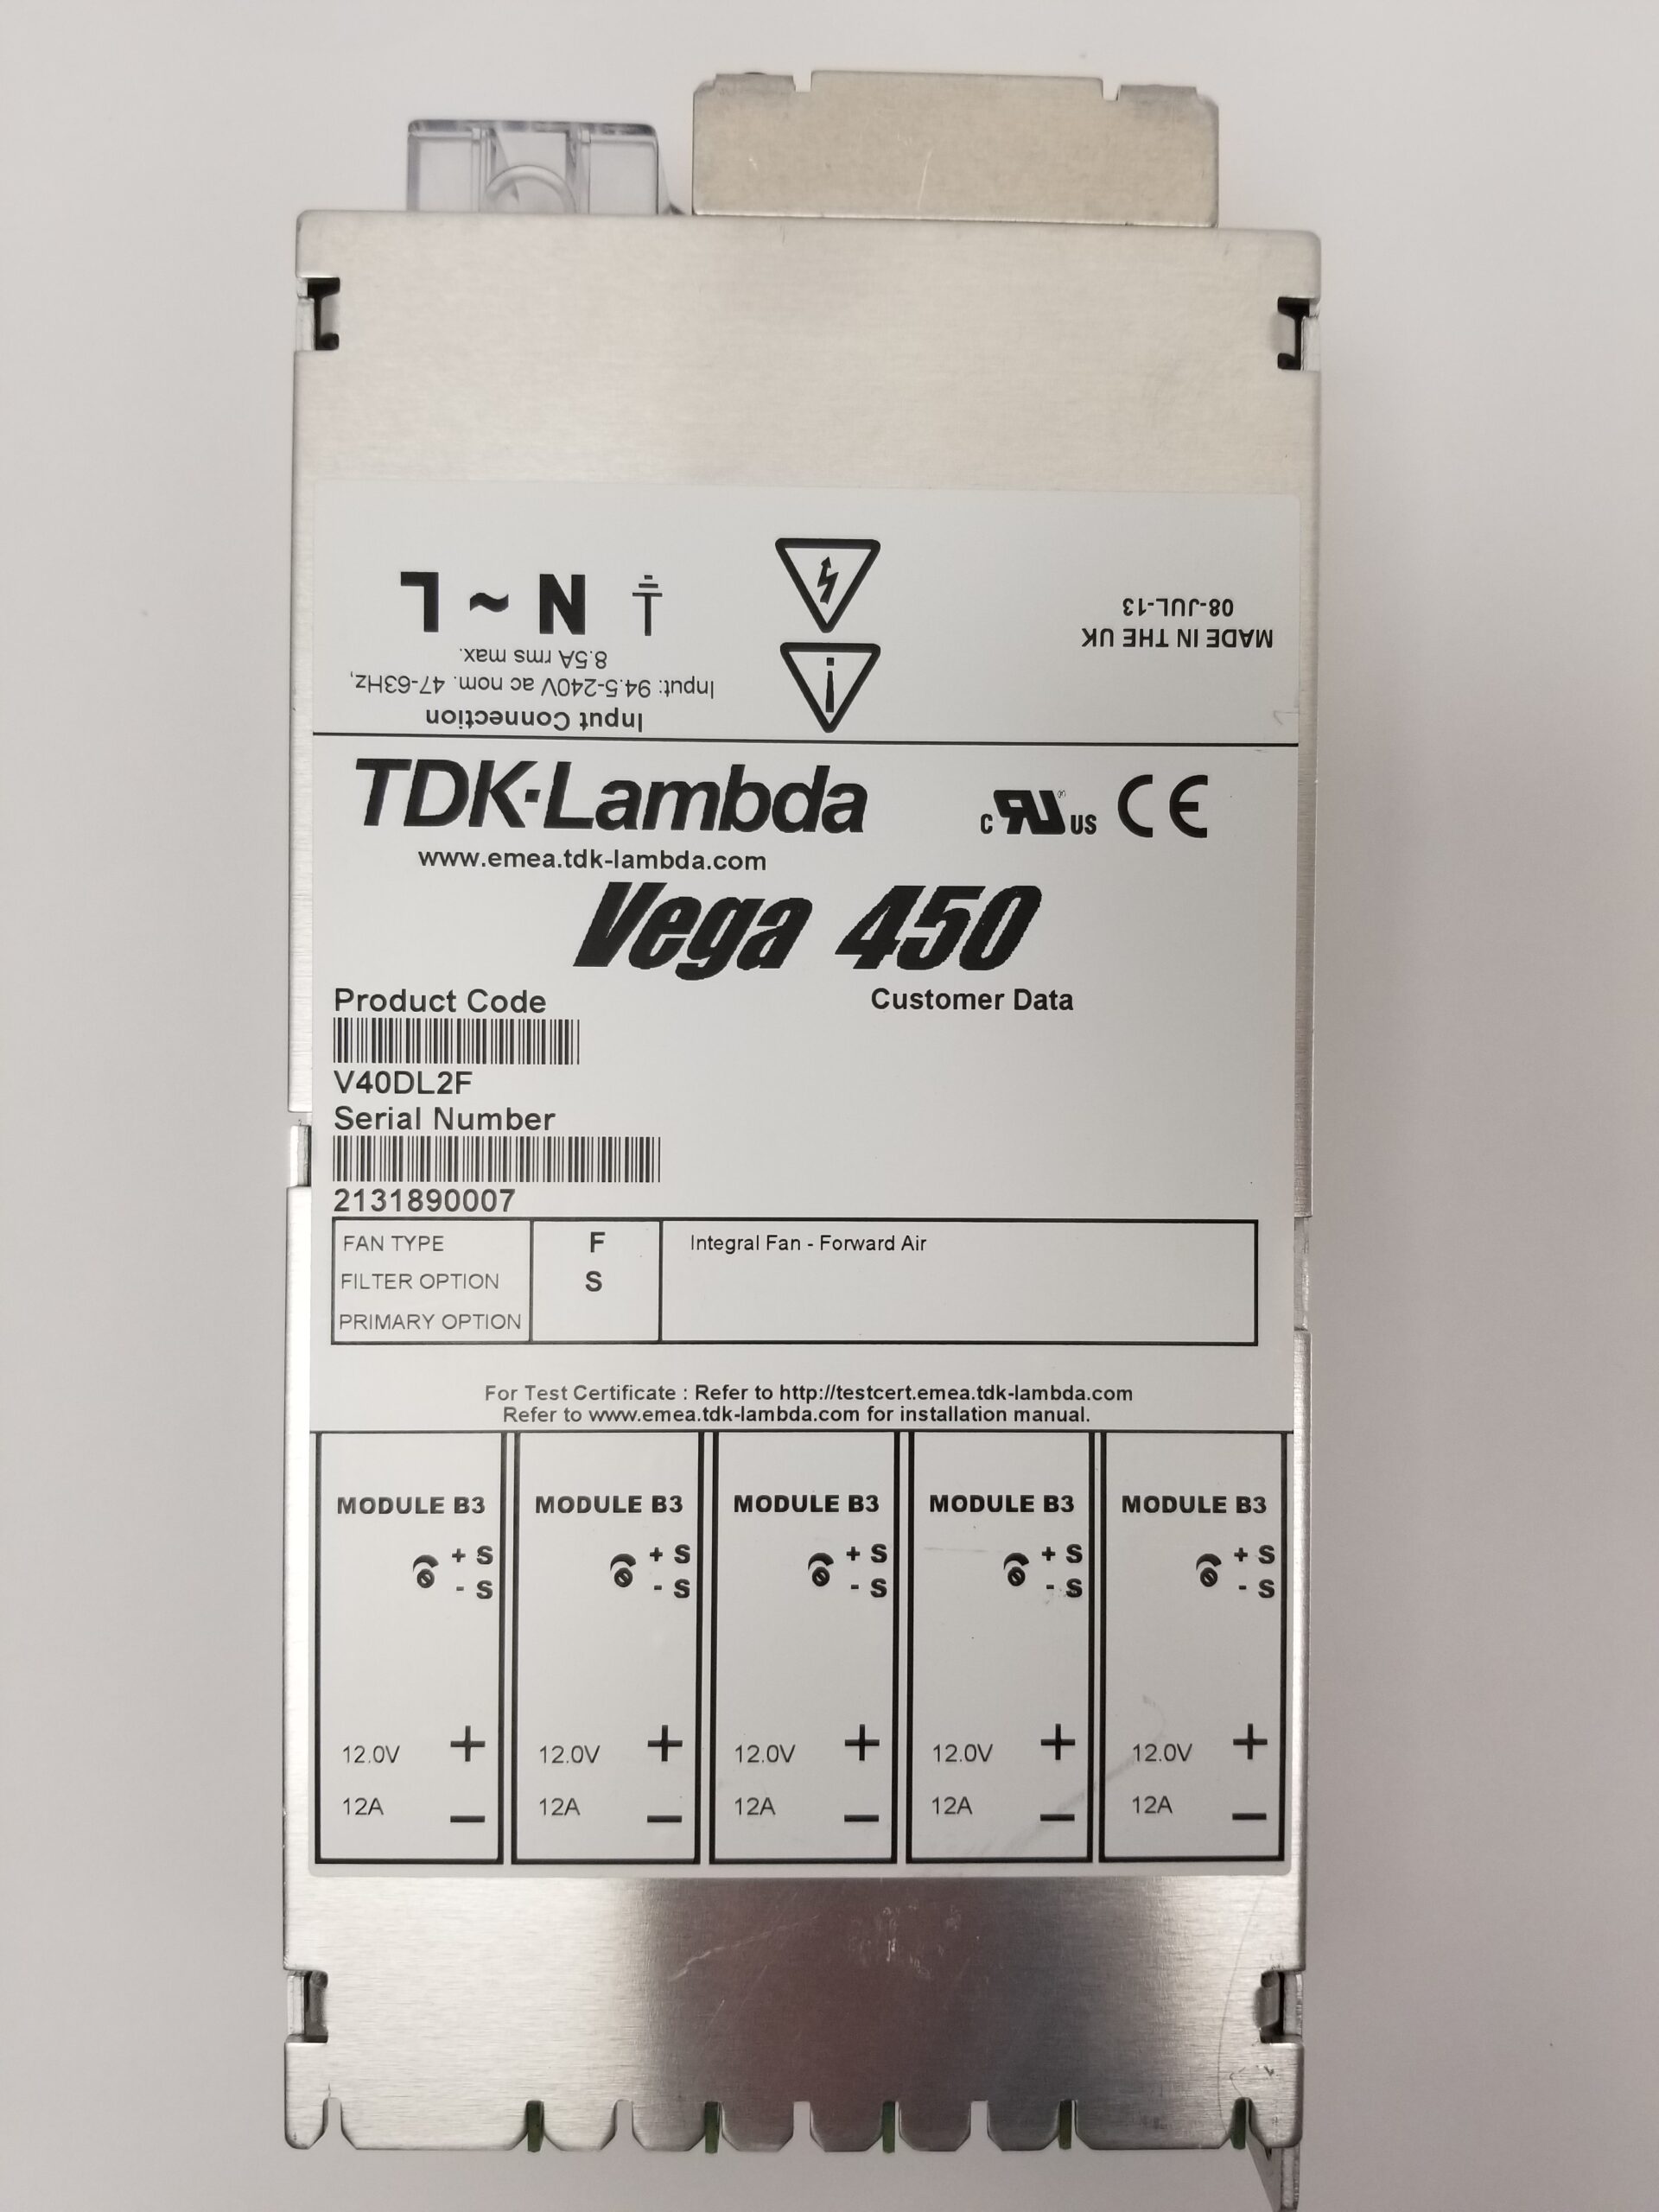 L ~ N
8.5A rms max.
Input: 94.5-240V ac nom. 47-63Hz,
Input Connection
08-JUL-13
MADE IN THE UK
TDK·Lambda
www.emea.tdk-lambda.com
c RU us CE
Vega 450
Product Code
V40DL2F
Serial Number
2131890007
Customer Data
FAN TYPE F Integral Fan - Forward Air
FILTER OPTION S
PRIMARY OPTION
For Test Certificate : Refer to http://testcert.emea.tdk-lambda.com
Refer to www.emea.tdk-lambda.com for installation manual.
MODULE B3
+ S
- S
12.0V +
12A −
MODULE B3
+ S
- S
12.0V +
12A −
MODULE B3
+ S
- S
12.0V +
12A −
MODULE B3
+ S
- S
12.0V +
12A −
MODULE B3
+ S
- S
12.0V +
12A −